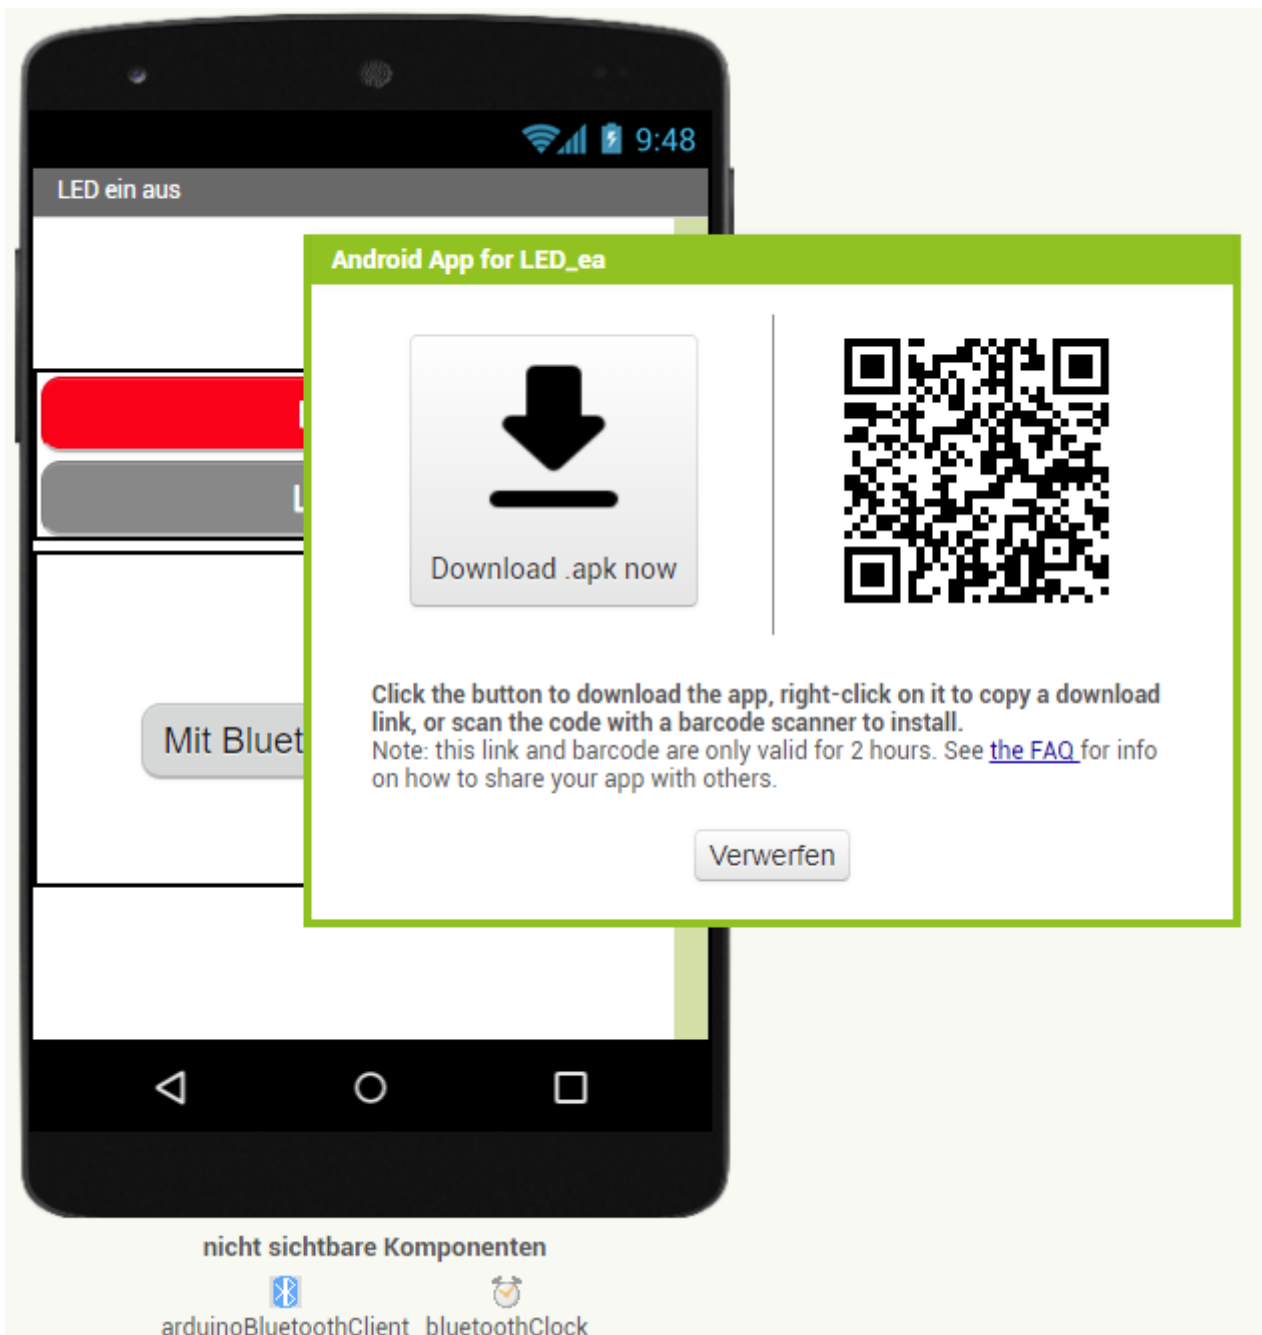 9:48
LED ein aus
Android App for LED_ea
Download .apk now
Click the button to download the app, right-click on it to copy a download
link, or scan the code with a barcode scanner to install.
Note: this link and barcode are only valid for 2 hours. See the FAQ for info
on how to share your app with others.
Mit
Verwerfen
nicht sichtbare Komponenten
arduinoBluetoothClient bluetoothClock